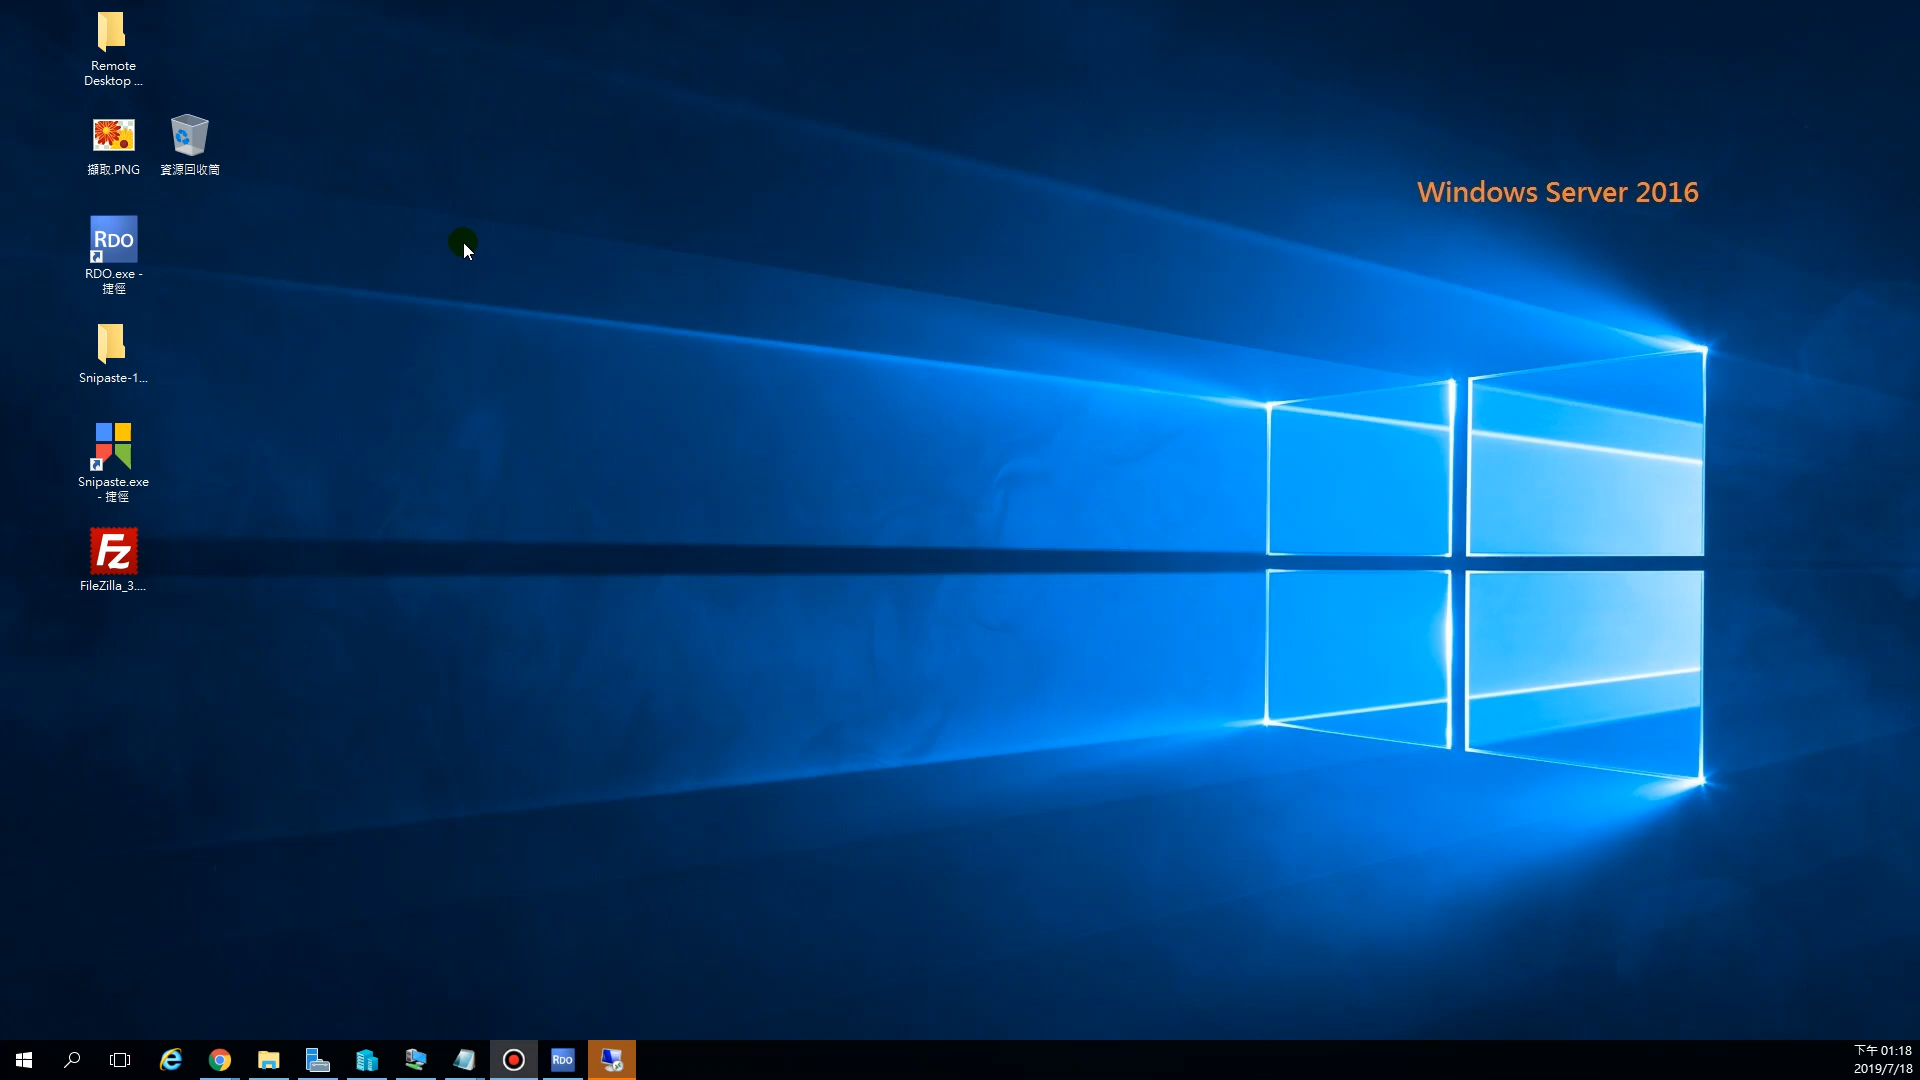 Remote
Desktop ...
擷取.PNG
資源回收筒
Windows Server 2016
RDO
RDO.exe -
捷徑
Snipaste-1...
Snipaste.exe
- 捷徑
FZ
FileZilla_3....
RDO
下午 01:18
2019/7/18